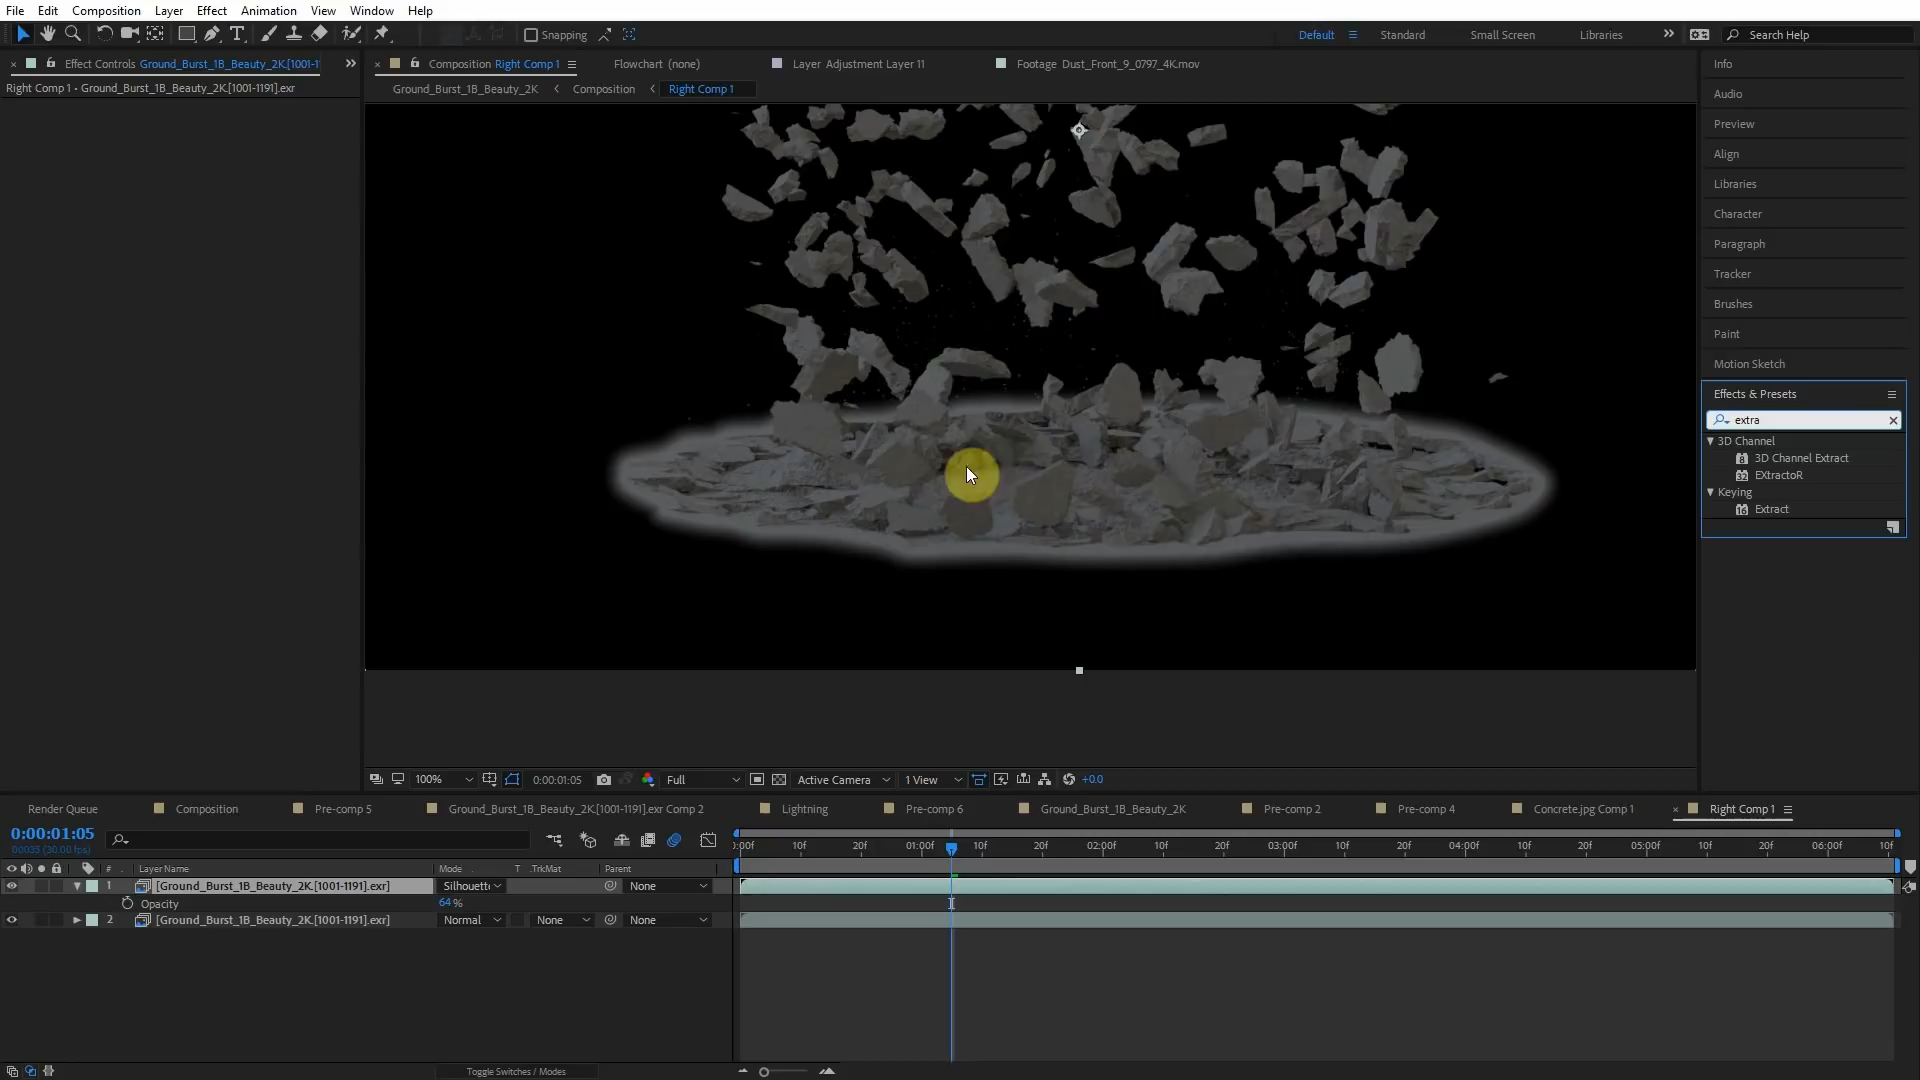 File Edit Composition Layer Effect Animation View Window Help
Snapping Default Standard Small Screen Libraries Search Help
Effect Controls Ground_Burst_1B_Beauty_2K.[1001-1 Composition Right Comp 1 Flowchart (none) Layer Adjustment Layer 11 Footage Dust_Front_9_0797_4K.mov
Right Comp 1 • Ground_Burst_1B_Beauty_2K.[1001-1191].exr Ground_Burst_1B_Beauty_2K Composition Right Comp 1
Info
Audio
Preview
Align
Libraries
Character
Paragraph
Tracker
Brushes
Paint
Motion Sketch
Effects & Presets
extra
3D Channel
3D Channel Extract
EXtractoR
Keying
Extract
100% 0:00:01:05 Full Active Camera 1 View +0.0
Render Queue Composition Pre-comp 5 Ground_Burst_1B_Beauty_2K.[1001-1191].exr Comp 2 Lightning Pre-comp 6 Ground_Burst_1B_Beauty_2K Pre-comp 2 Pre-comp 4 Concrete.jpg Comp 1 Right Comp 1
0:00:01:05
00035 (30.00 fps)
):00f 10f 20f 01:00f 10f 20f 02:00f 10f 20f 03:00f 10f 20f 04:00f 10f 20f 05:00f 10f 20f 06:00f 10f
# Layer Name Mode T .TrkMat Parent
1 [Ground_Burst_1B_Beauty_2K.[1001-1191].exr] Silhouett None
Opacity 64 %
2 [Ground_Burst_1B_Beauty_2K.[1001-1191].exr] Normal None None
Toggle Switches / Modes